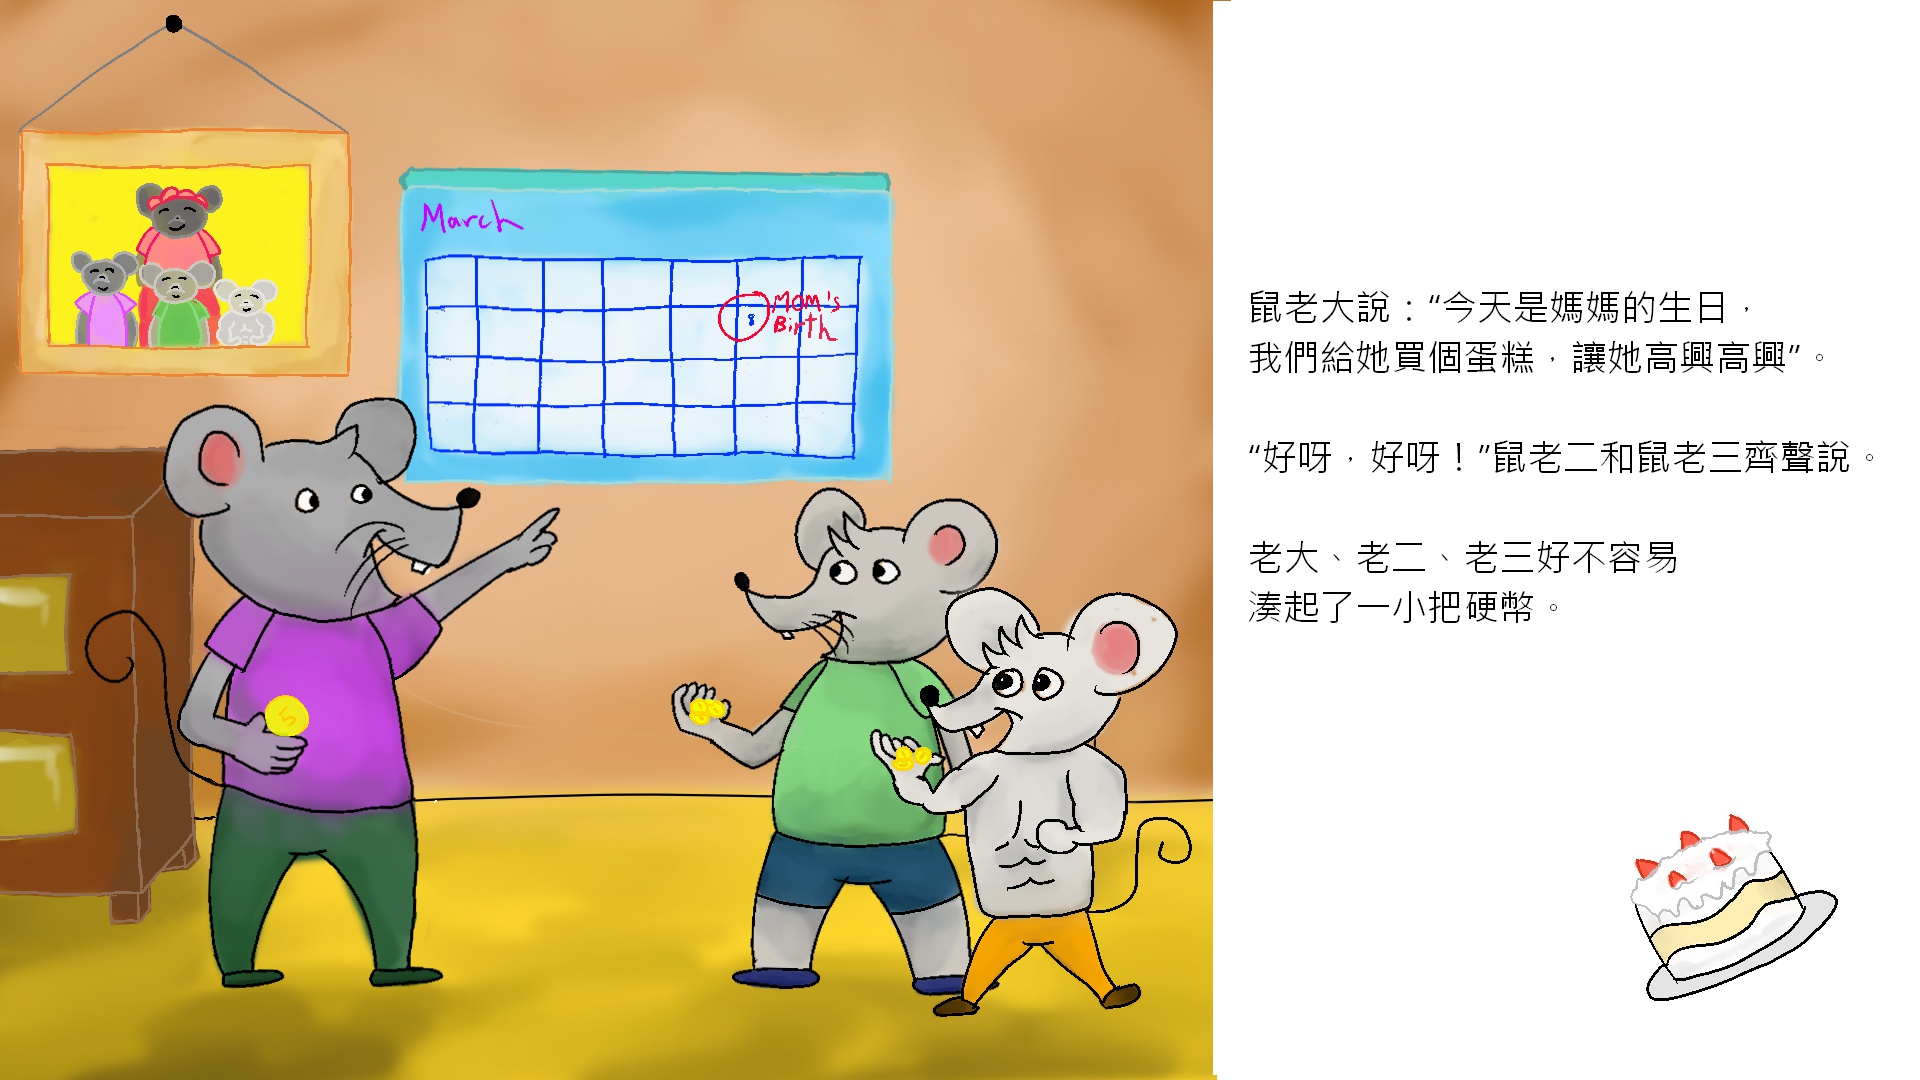 March
8
Mom's
Birth
5
鼠老大說：“今天是媽媽的生日，
我們給她買個蛋糕，讓她高興高興”。
“好呀，好呀！”鼠老二和鼠老三齊聲說。
老大、老二、老三好不容易
湊起了一小把硬幣。